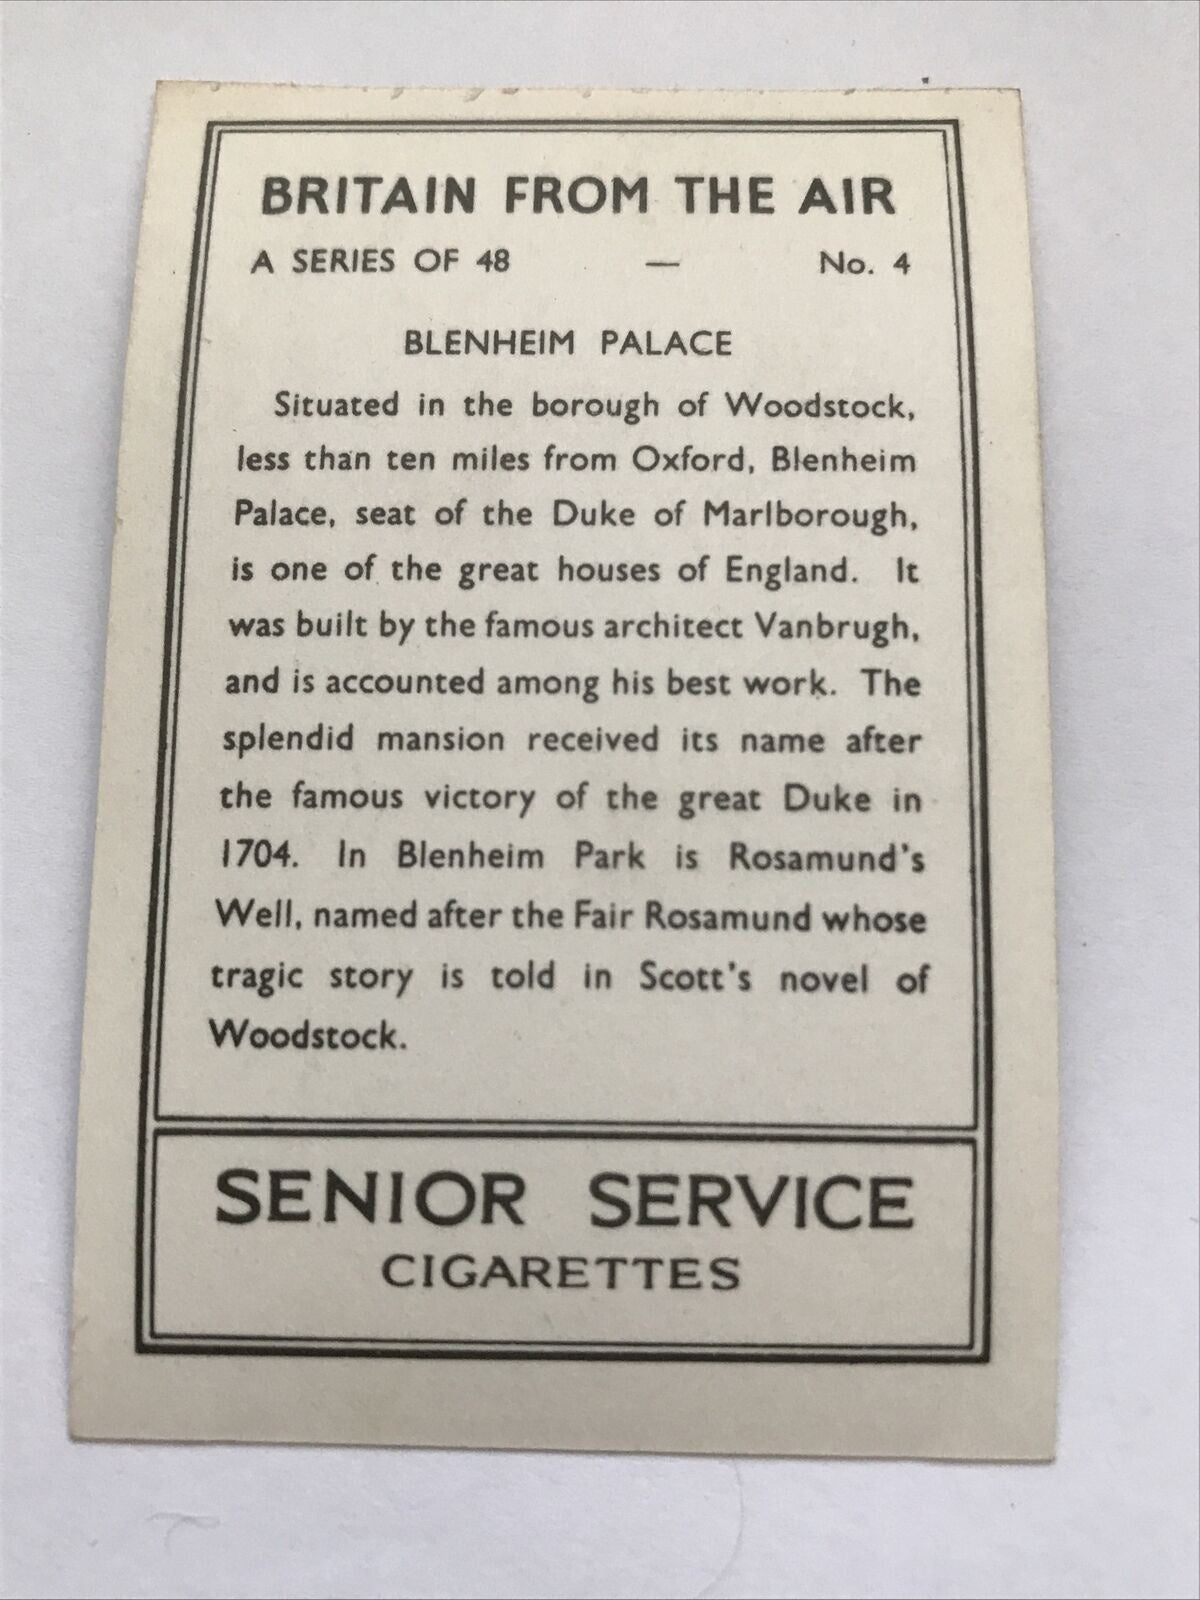 BRITAIN FROM THE AIR
A SERIES OF 48 — No. 4
BLENHEIM PALACE
Situated in the borough of Woodstock,
less than ten miles from Oxford, Blenheim
Palace, seat of the Duke of Marlborough,
is one of the great houses of England. It
was built by the famous architect Vanbrugh,
and is accounted among his best work. The
splendid mansion received its name after
the famous victory of the great Duke in
1704. In Blenheim Park is Rosamund's
Well, named after the Fair Rosamund whose
tragic story is told in Scott's novel of
Woodstock.
SENIOR SERVICE
CIGARETTES